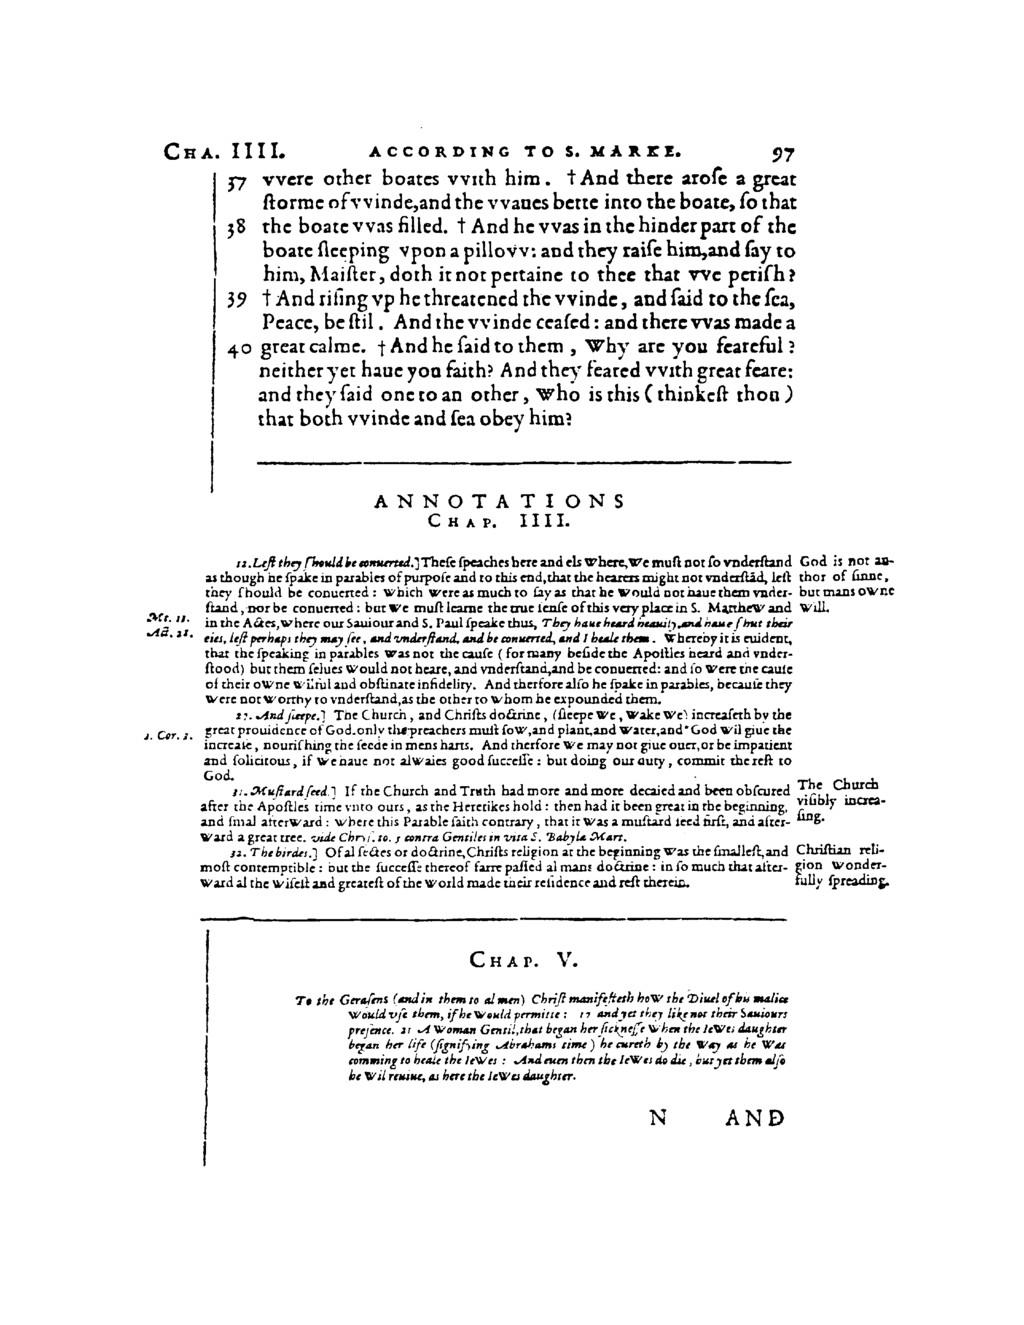 CHA. IIII. ACCORDING TO S. MARKE. 97
37 vvere other boates vvith him. † And there aroſe a great
ſtorme of vvinde, and the vvaues bette into the boate, ſo that
38 the boate vvas filled. † And he vvas in the hinder part of the
boate ſleeping vpon a pillovv: and they raiſe him, and ſay to
him, Maiſter, doth it not pertaine to thee that vve periſh?
39 † And riſing vp he threatened the vvinde, and ſaid to the ſea,
Peace, be ſtil. And the vvinde ceaſed: and there vvas made a
40 great calme. † And he ſaid to them, Why are you feareful?
neither yet haue you faith? And they feared vvith great feare:
and they ſaid one to an other, Who is this (thinkeſt thou)
that both vvinde and ſea obey him?
ANNOTATIONS
CHAP. IIII.
12. Leſt they ſhould be conuerted.] Theſe ſpeaches here and els where, we muſt not ſo vnderſtand
as though he ſpake in parables of purpoſe and to this end, that the hearers might not vnderſtād, leſt
they ſhould be conuerted: which were as much to ſay as that he would not haue them vnder-
ſtand, nor be conuerted: but we muſt learne the true ſenſe of this very place in S. Matthew and
in the Actes, where our Sauiour and S. Paul ſpeake thus, They haue heard heauily, and haue ſhut their
eies, leſt perhaps they may ſee, and vnderſtand, and be conuerted, and I heale them. Whereby it is euident,
that the ſpeaking in parables was not the cauſe (for many beſide the Apoſtles heard and vnder-
ſtood) but them ſelues would not heare, and vnderſtand, and be conuerted: and ſo were the cauſe
of their owne wilful and obſtinate infidelity. And therfore alſo he ſpake in parables, becauſe they
were not worthy to vnderſtand, as the other to whom he expounded them.
God is not au-
thor of ſinne,
but mans owne
will.
Mt. 13.
Act. 28.
27. And ſleepe.] The Church, and Chriſts doctrine, (ſleepe we, wake we) increaſeth by the
great prouidence of God. only the preachers muſt ſow, and plant, and water, and * God wil giue the
increaſe, nouriſhing the ſeede in mens harts. And therfore we may not giue ouer, or be impatient
and ſolicitous, if we haue not alwaies good ſucceſſe: but doing our duty, commit the reſt to
God.
1. Cor. 3.
31. Muſtard ſeed.] If the Church and Truth had more and more decaied and been obſcured
after the Apoſtles time vnto ours, as the Heretikes hold: then had it been great in the beginning,
and ſmal afterward: where this Parable ſaith contrary, that it was a muſtard ſeed firſt, and after-
ward a great tree. vide Chryſ. to. 5 contra Gentiles in vita S. Babylæ Mart.
The Church
viſibly increa-
ſing.
32. The birdes.] Of al ſectes or doctrine, Chriſts religion at the beginning was the ſmalleſt, and
moſt contemptible: but the ſucceſſe thereof farre paſſed al mans doctrine: in ſo much that after-
ward al the wiſeſt and greateſt of the world made their reſidence and reſt therein.
Chriſtian reli-
gion wonder-
fully ſpreading.
CHAP. V.
To the Geraſens (and in them to al men) Chriſt manifeſteth how the Diuel of his malice
would vſe them, if he would permitte: 17 and yet they like not their Sauiours
preſence. 21 A woman Gentil, that began her ſickneſſe when the Iewes daughter
began her life (ſignifying Abrahams time) he cureth by the way as he was
comming to heale the Iewes: And euen then the Iewes do die, but yet them alſo
he wil reuiue, as here the Iewes daughter.
N AND